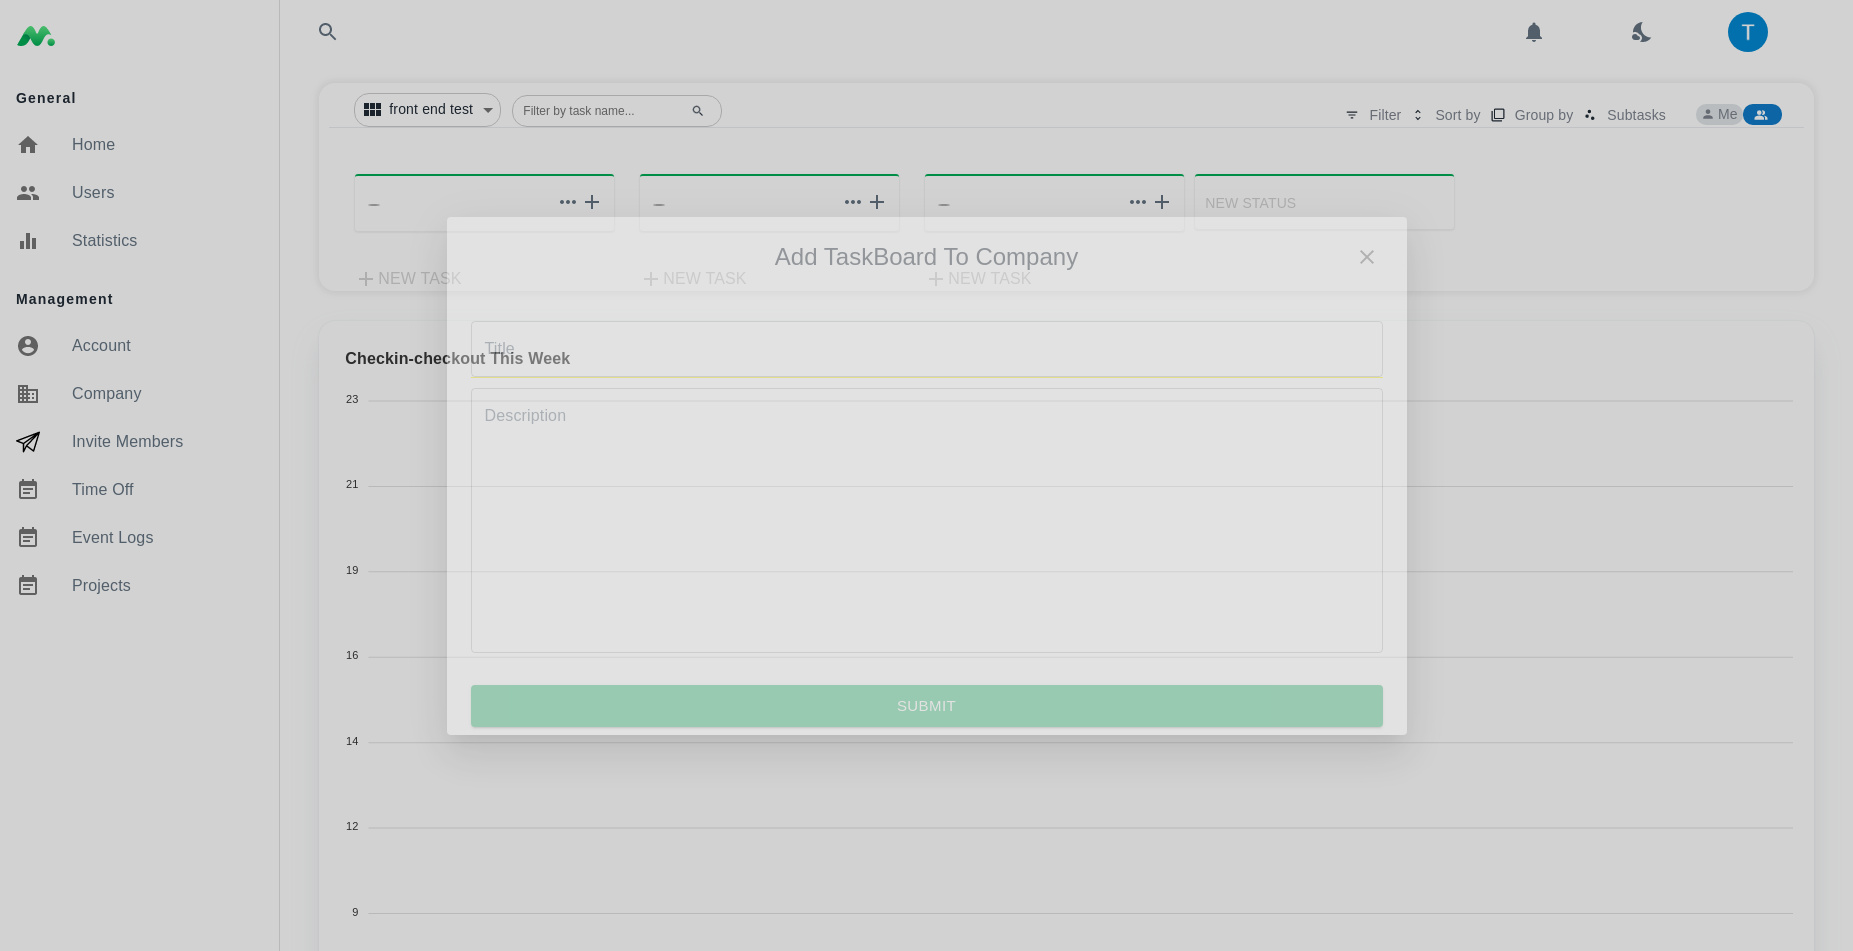 General
Home
Users
Statistics
Management
Account
Company
Invite Members
Time Off
Event Logs
Projects
T
front end test
Filter by task name...
Filter
Sort by
Group by
Subtasks
Me
NEW STATUS
NEW TASK
NEW TASK
NEW TASK
Add TaskBoard To Company
Title
Description
SUBMIT
Checkin-checkout This Week
23
21
19
16
14
12
9